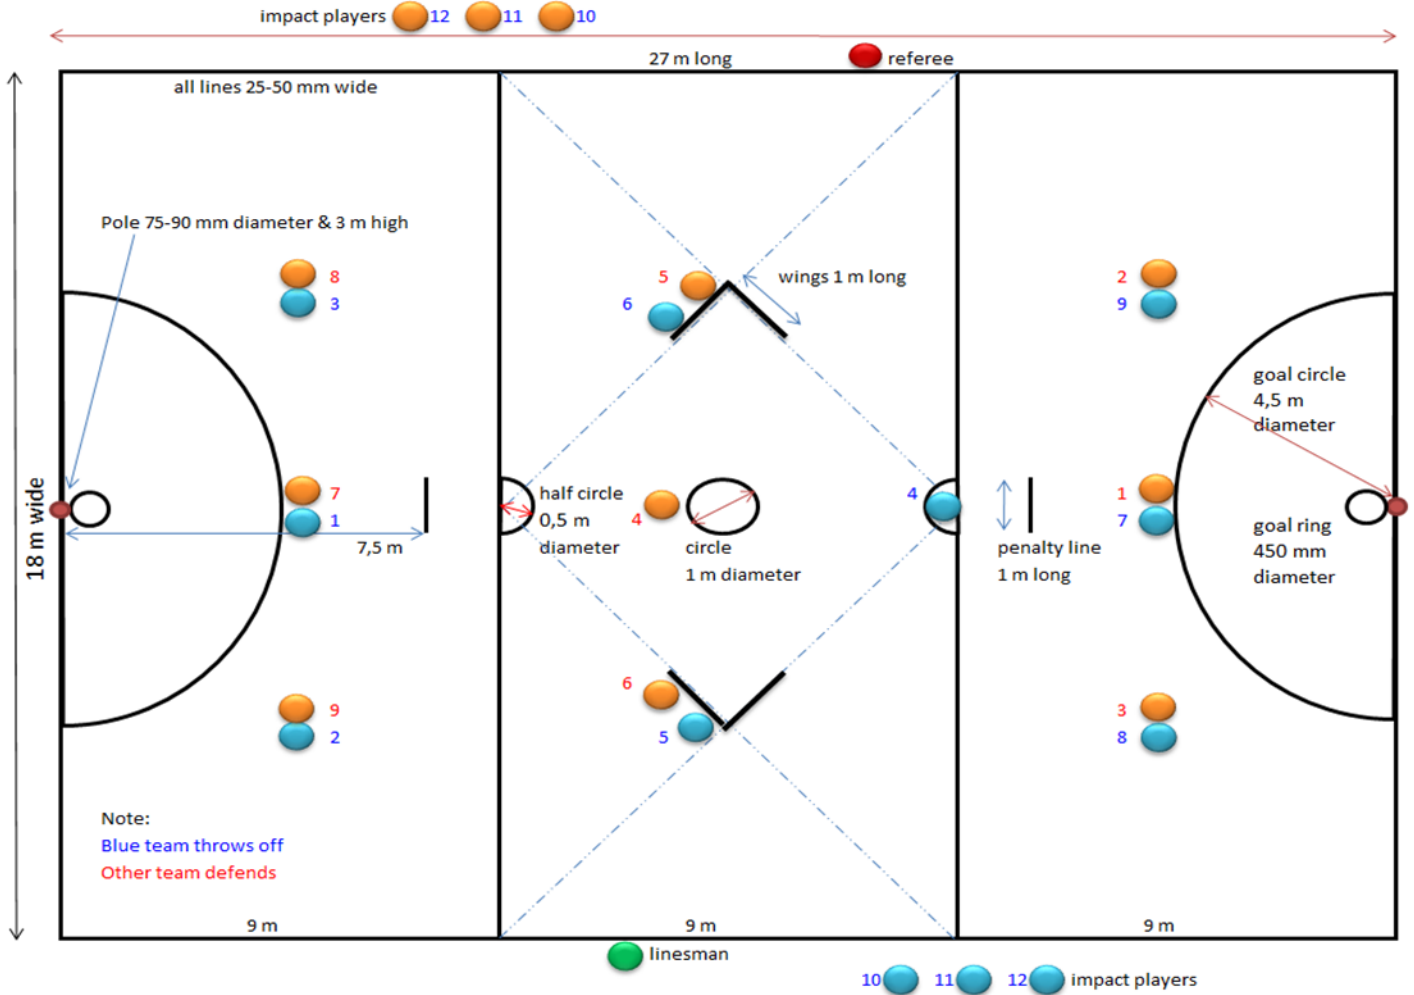 impact players 12 11 10
27 m long
referee
all lines 25-50 mm wide
Pole 75-90 mm diameter & 3 m high
8
3
5
6
wings 1 m long
2
9
goal circle
4,5 m
diameter
18 m wide
7
1
7,5 m
half circle
0,5 m
diameter
4
circle
1 m diameter
4
penalty line
1 m long
1
7
goal ring
450 mm
diameter
9
2
6
5
3
8
Note:
Blue team throws off
Other team defends
9 m
9 m
9 m
linesman
10 11 12 impact players